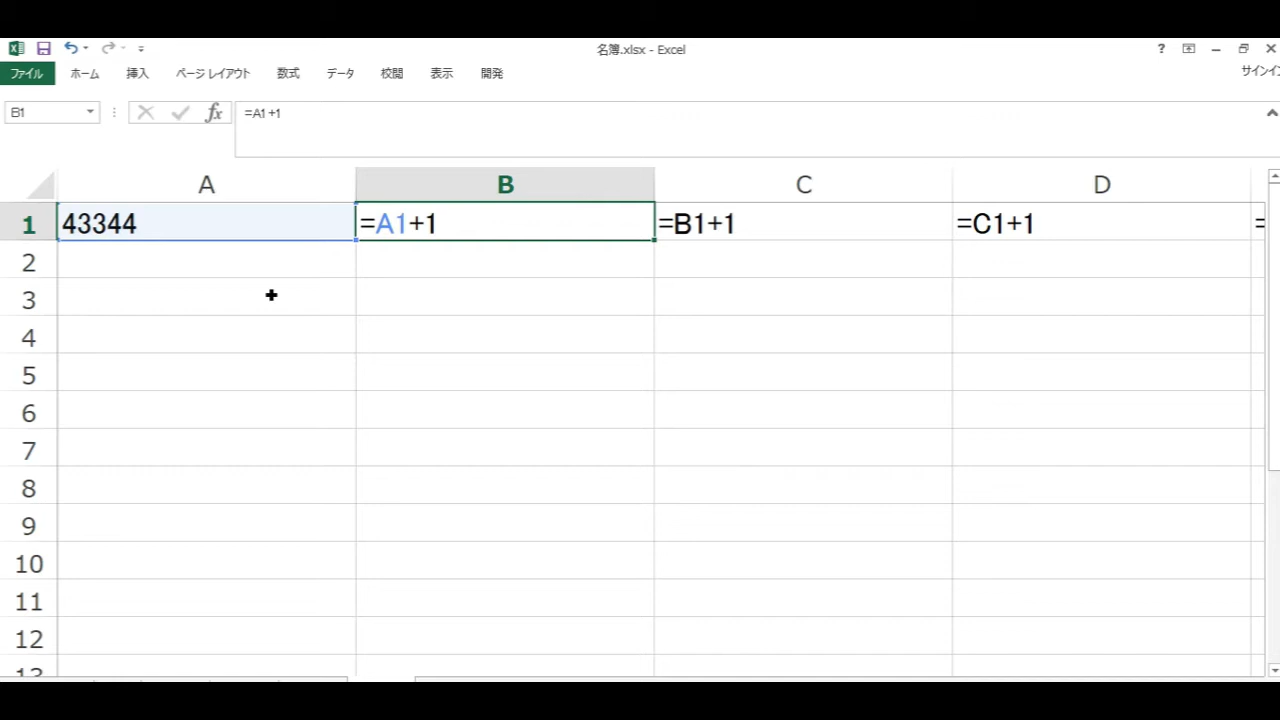 名簿.xlsx - Excel
?
ファイル ホーム 挿入 ページ レイアウト 数式 データ 校閲 表示 開発
サインイン
B1 fx =A1+1
A B C D
1 43344 =A1+1 =B1+1 =C1+1 =
2
3
4
5
6
7
8
9
10
11
12
13